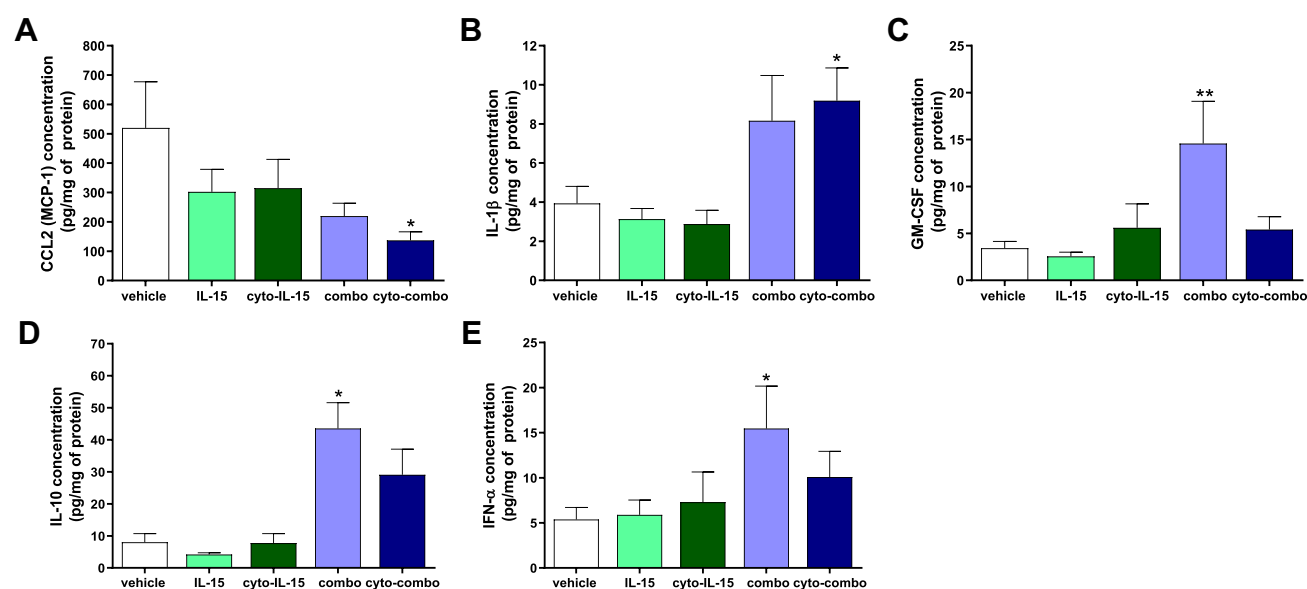 A
CCL2 (MCP-1) concentration
(pg/mg of protein)
800
700
600
500
400
300
200
100
0
*
vehicle IL-15 cyto-IL-15 combo cyto-combo
B
IL-1β concentration
(pg/mg of protein)
12
10
8
6
4
2
0
*
vehicle IL-15 cyto-IL-15 combo cyto-combo
C
GM-CSF concentration
(pg/mg of protein)
25
20
15
10
5
0
**
vehicle IL-15 cyto-IL-15 combo cyto-combo
D
IL-10 concentration
(pg/mg of protein)
70
60
50
40
30
20
10
0
*
vehicle IL-15 cyto-IL-15 combo cyto-combo
E
IFN-α concentration
(pg/mg of protein)
25
20
15
10
5
0
*
vehicle IL-15 cyto-IL-15 combo cyto-combo